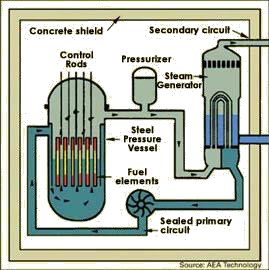 Concrete shield
Secondary circuit
Control
Rods
Pressurizer
Steam
Generator
Steel
Pressure
Vessel
Fuel
elements
Sealed primary
circuit
Source: AEA Technology